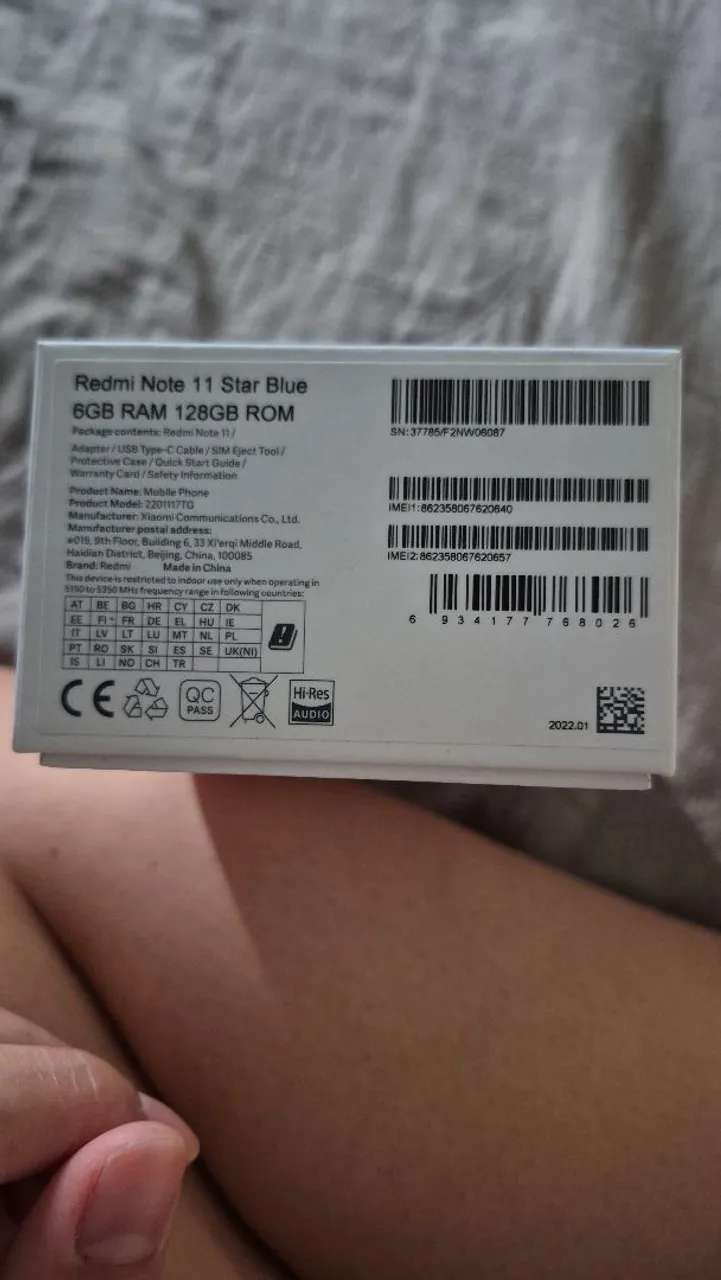 Redmi Note 11 Star Blue
6GB RAM 128GB ROM
Package contents: Redmi Note 11 /
Adapter / USB Type-C Cable / SIM Eject Tool /
Protective Case / Quick Start Guide /
Warranty Card / Safety Information
Product Name: Mobile Phone
Product Model: 2201117TG
Manufacturer: Xiaomi Communications Co., Ltd.
Manufacturer postal address:
#019, 9th Floor, Building 6, 33 Xi'erqi Middle Road,
Haidian District, Beijing, China, 100085
Brand: Redmi Made in China
This device is restricted to indoor use only when operating in
5150 to 5350 MHz frequency range in following countries:
AT BE BG HR CY CZ DK
EE FI FR DE EL HU IE
IT LV LT LU MT NL PL
PT RO SK SI ES SE UK(NI)
IS LI NO CH TR
CE
QC
PASS
Hi-Res
AUDIO
SN: 37785/F2NW06087
IMEI1: 862358067620640
IMEI2: 862358067620657
6 934177 768026
2022.01